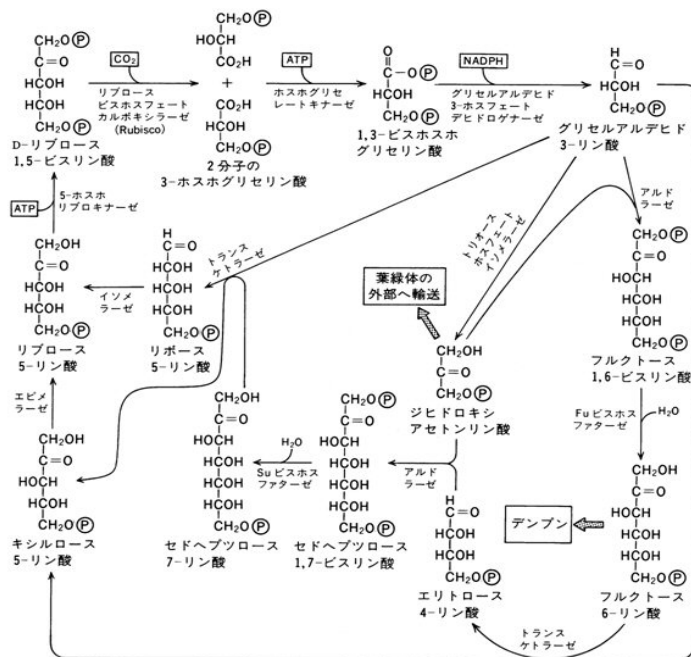 CH₂OⓅ
C=O
HCOH
HCOH
CH₂OⓅ
D-リブロース
1,5-ビスリン酸
CO₂
リブロース
ビスホスフェート
カルボキシラーゼ
(Rubisco)
CH₂OⓅ
HCOH
CO₂H
+
CO₂H
HCOH
CH₂OⓅ
2分子の
3-ホスホグリセリン酸
ATP
ホスホグリセ
レートキナーゼ
O
C-OⓅ
HCOH
CH₂OⓅ
1,3-ビスホスホ
グリセリン酸
NADPH
グリセルアルデヒド
3-ホスフェート
デヒドロゲナーゼ
H
C=O
HCOH
CH₂OⓅ
グリセルアルデヒド
3-リン酸
ATP
5-ホスホ
リブロキナーゼ
CH₂OH
C=O
HCOH
HCOH
CH₂OⓅ
リブロース
5-リン酸
イソメ
ラーゼ
H
C=O
HCOH
HCOH
HCOH
CH₂OⓅ
リボース
5-リン酸
トランス
ケトラーゼ
トリオース
ホスフェート
イソメラーゼ
アルド
ラーゼ
葉緑体の
外部へ輸送
CH₂OH
C=O
CH₂OⓅ
ジヒドロキシ
アセトンリン酸
CH₂OⓅ
C=O
HOCH
HCOH
HCOH
CH₂OⓅ
フルクトース
1,6-ビスリン酸
エピメ
ラーゼ
CH₂OH
C=O
HOCH
HCOH
CH₂OⓅ
キシルロース
5-リン酸
CH₂OH
C=O
HOCH
HCOH
HCOH
HCOH
CH₂OⓅ
セドヘプツロース
7-リン酸
H₂O
Suビスホス
ファターゼ
CH₂OⓅ
C=O
HOCH
HCOH
HCOH
HCOH
CH₂OⓅ
セドヘプツロース
1,7-ビスリン酸
アルド
ラーゼ
H
C=O
HCOH
HCOH
CH₂OⓅ
エリトロース
4-リン酸
Fuビスホス
ファターゼ
H₂O
デンプン
CH₂OH
C=O
HOCH
HCOH
HCOH
CH₂OⓅ
フルクトース
6-リン酸
トランス
ケトラーゼ